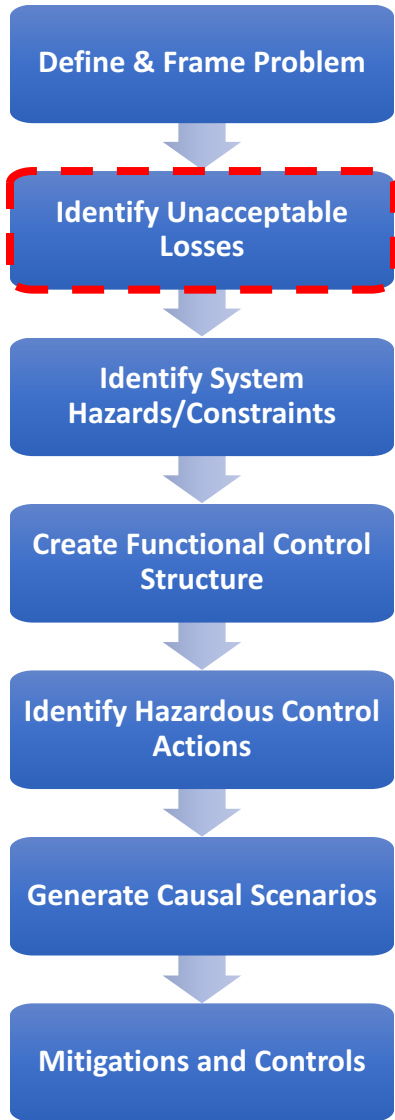 Define & Frame Problem
Identify Unacceptable
Losses
Identify System
Hazards/Constraints
Create Functional Control
Structure
Identify Hazardous Control
Actions
Generate Causal Scenarios
Mitigations and Controls